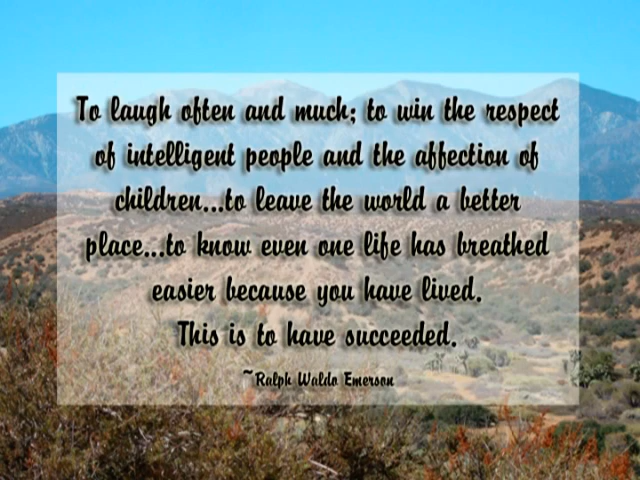 To laugh often and much; to win the respect
of intelligent people and the affection of
children...to leave the world a better
place...to know even one life has breathed
easier because you have lived.
This is to have succeeded.
~Ralph Waldo Emerson